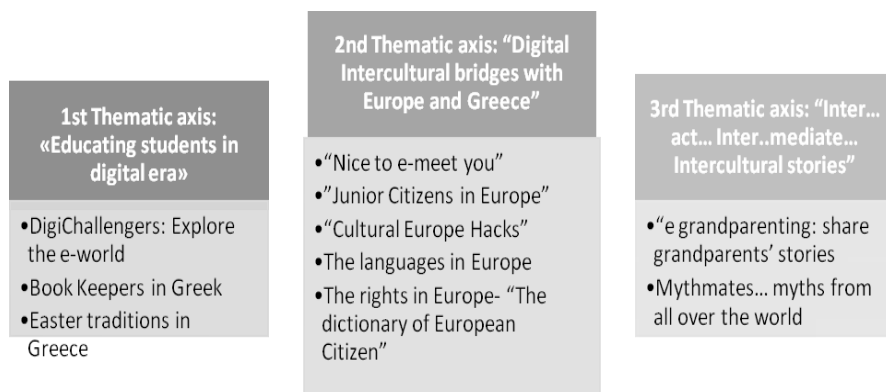 1st Thematic axis:
«Educating students in
digital era»
•DigiChallengers: Explore
the e-world
•Book Keepers in Greek
•Easter traditions in
Greece
2nd Thematic axis: “Digital
Intercultural bridges with
Europe and Greece”
•“Nice to e-meet you”
•”Junior Citizens in Europe”
•“Cultural Europe Hacks”
•The languages in Europe
•The rights in Europe- “The
dictionary of European
Citizen”
3rd Thematic axis: “Inter…
act… Inter..mediate…
Intercultural stories”
•“e grandparenting: share
grandparents’ stories
•Mythmates… myths from
all over the world